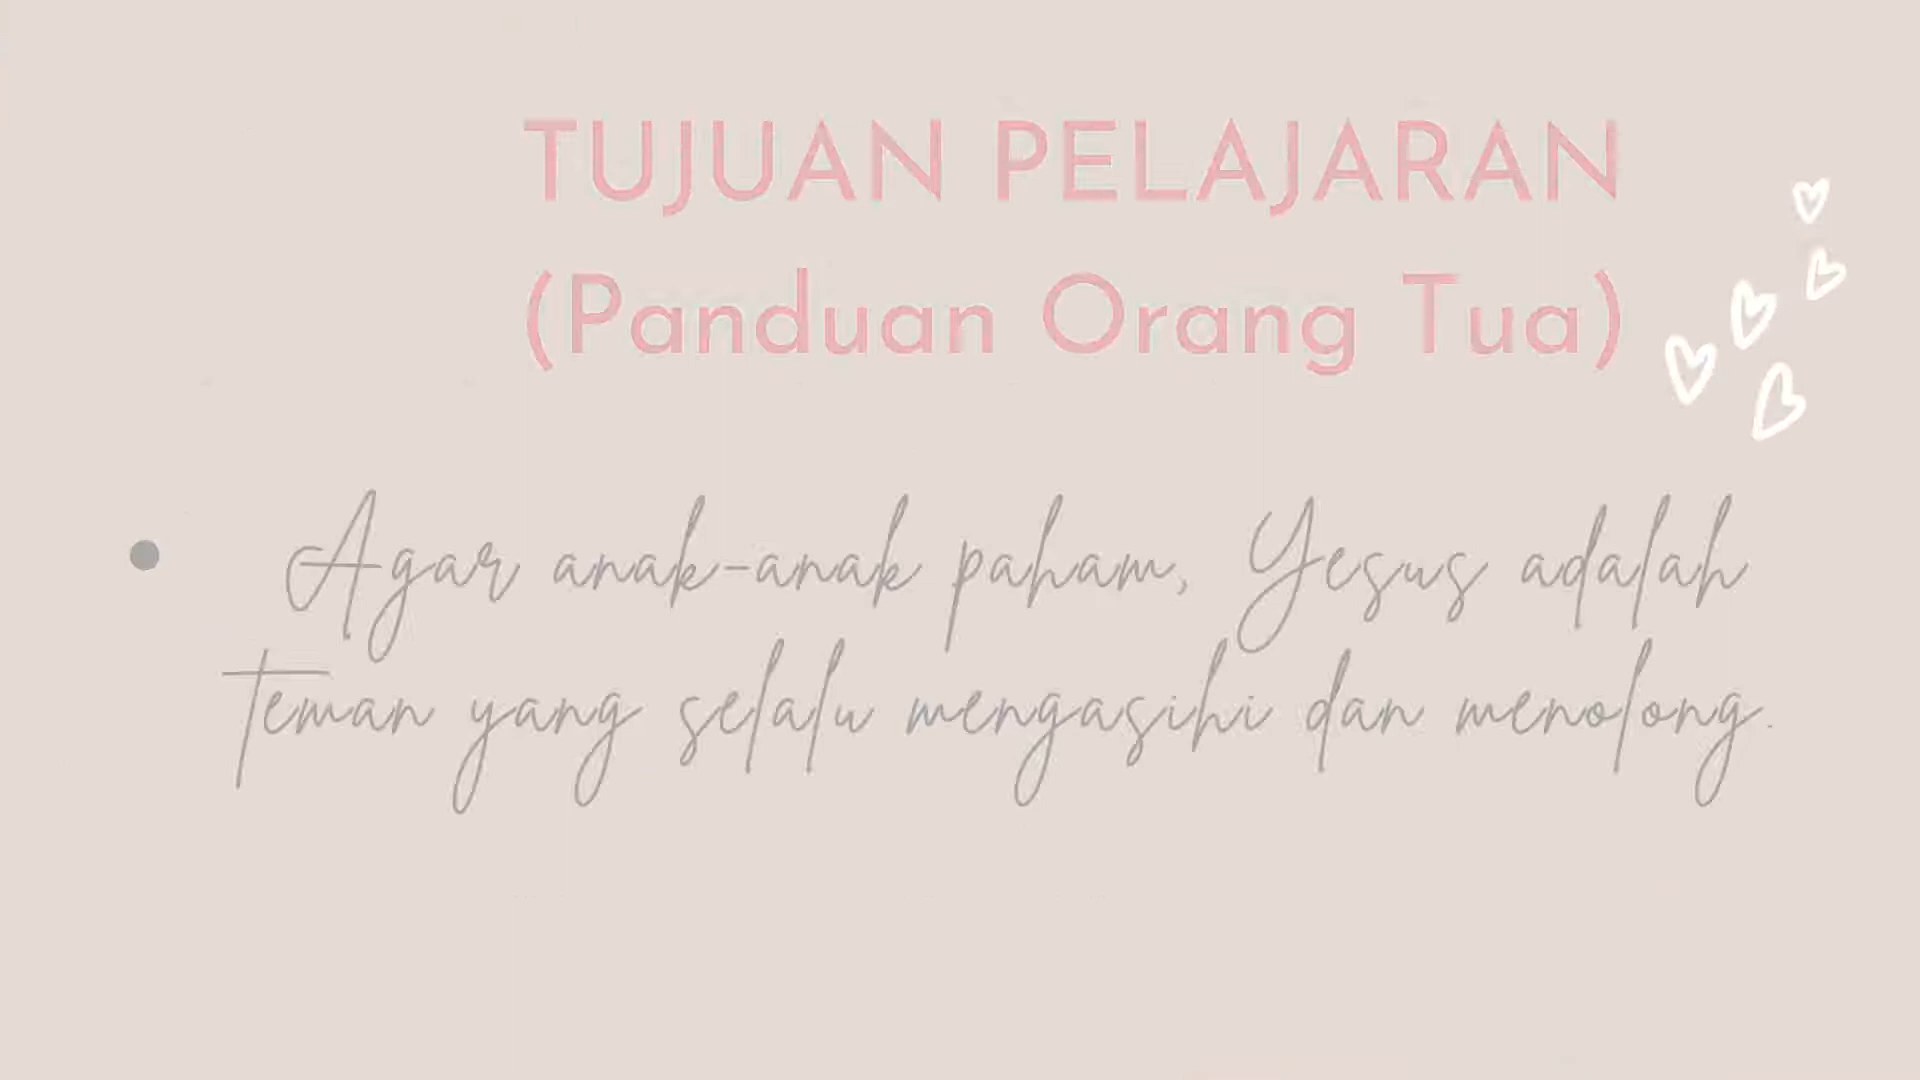 TUJUAN PELAJARAN
(Panduan Orang Tua)
• Agar anak-anak paham, Yesus adalah
teman yang selalu mengasihi dan menolong.